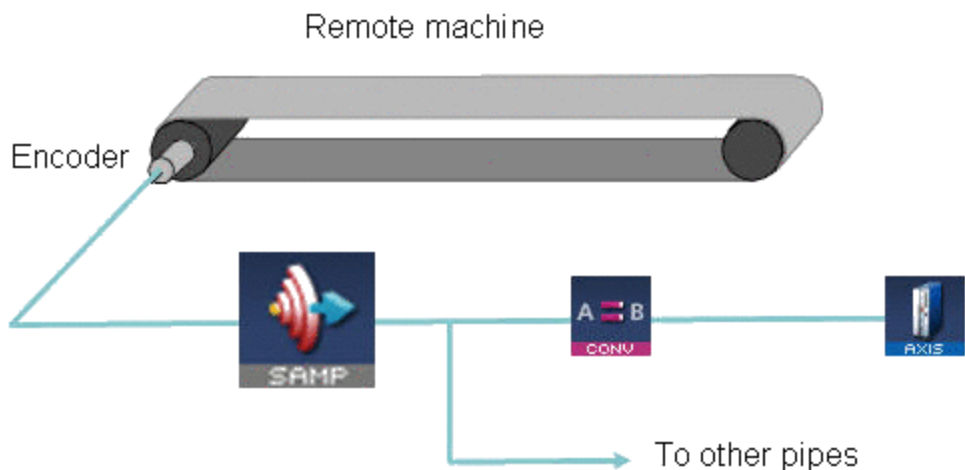 Remote machine
Encoder
SAMP
A B
CONV
AXIS
To other pipes